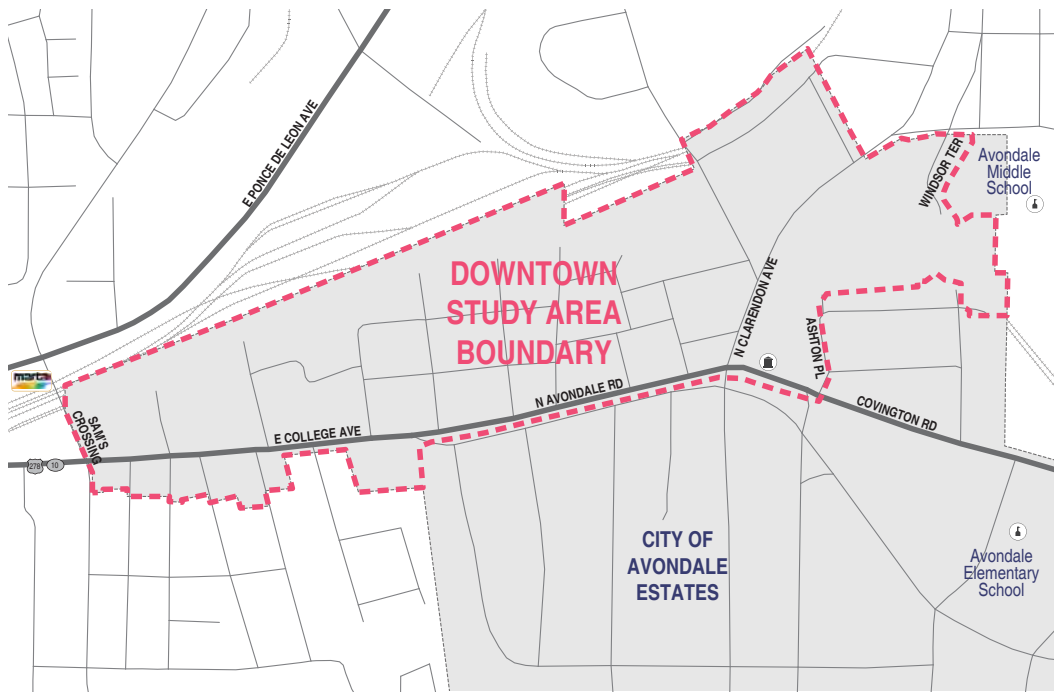 E PONCE DE LEON AVE
WINDSOR TER
Avondale
Middle
School
DOWNTOWN
STUDY AREA
BOUNDARY
N CLARENDON AVE
ASHTON PL
marta
SAM'S
CROSSING
N AVONDALE RD
E COLLEGE AVE
COVINGTON RD
278
10
CITY OF
AVONDALE
ESTATES
Avondale
Elementary
School